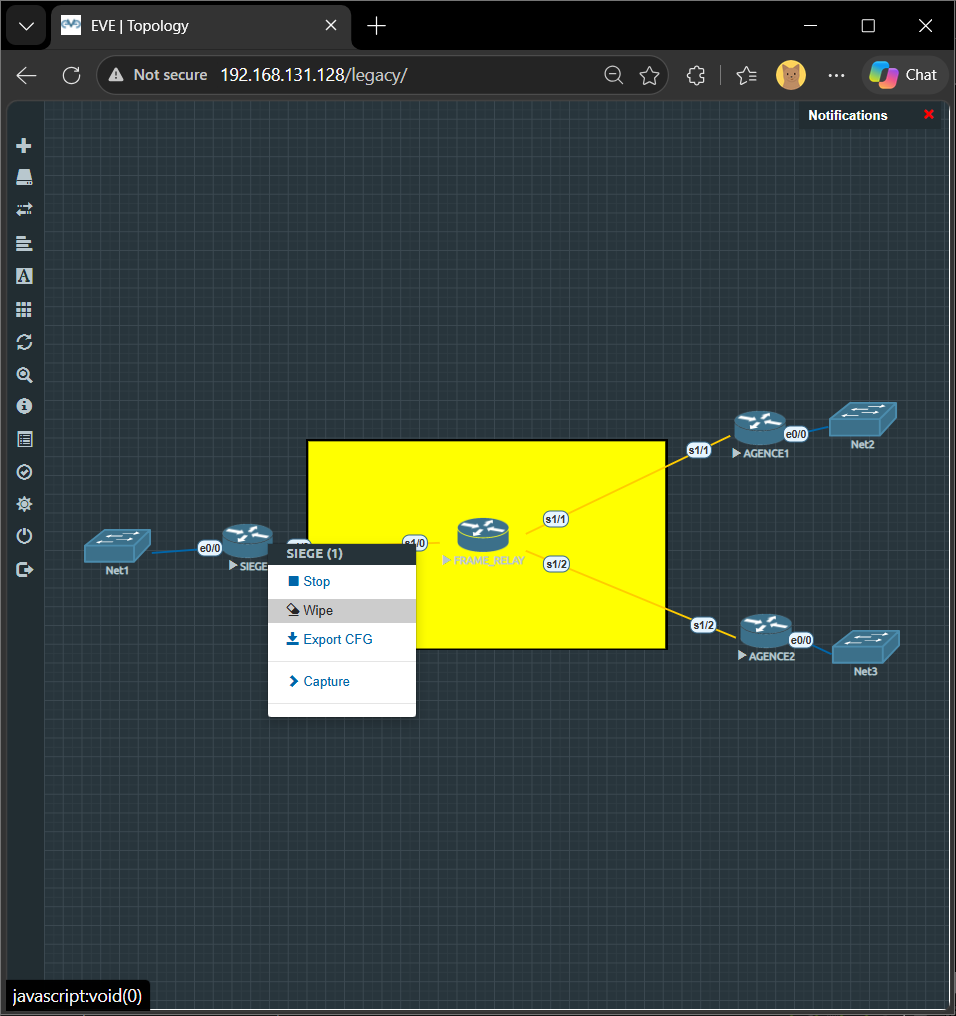 EVE | Topology
Not secure 192.168.131.128/legacy/
Chat
Notifications
A
AGENCE1
e0/0
Net2
s1/1
s1/1
s1/0
FRAME_RELAY
s1/2
e0/0
SIEGE
Net1
SIEGE (1)
Stop
Wipe
Export CFG
Capture
s1/2
e0/0
AGENCE2
Net3
javascript:void(0)